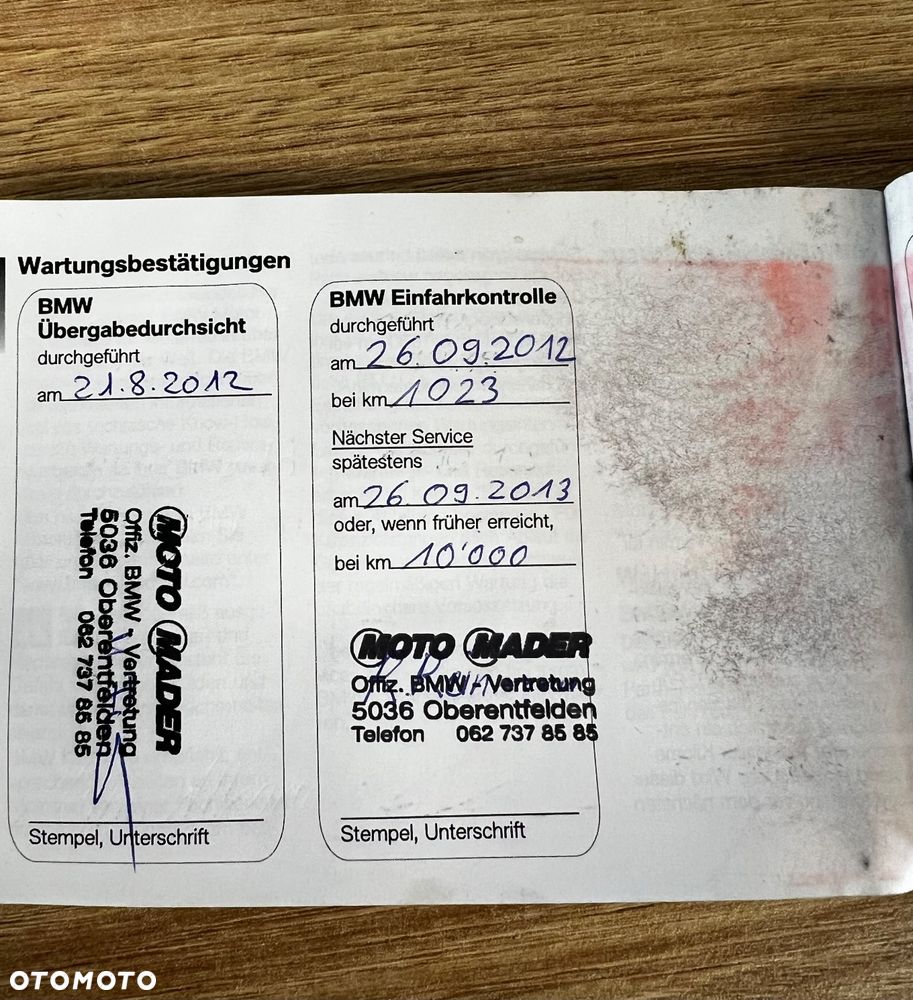 Wartungsbestätigungen
BMW
Übergabedurchsicht
durchgeführt
am 21.8.2012
MOTO MADER
Offiz. BMW - Vertretung
5036 Oberentfelden
Telefon 062 737 85 85
Stempel, Unterschrift
BMW Einfahrkontrolle
durchgeführt
am 26.09.2012
bei km 1023
Nächster Service
spätestens
am 26.09.2013
oder, wenn früher erreicht,
bei km 10'000
MOTO MADER
Offiz. BMW - Vertretung
5036 Oberentfelden
Telefon 062 737 85 85
Stempel, Unterschrift
OTOMOTO